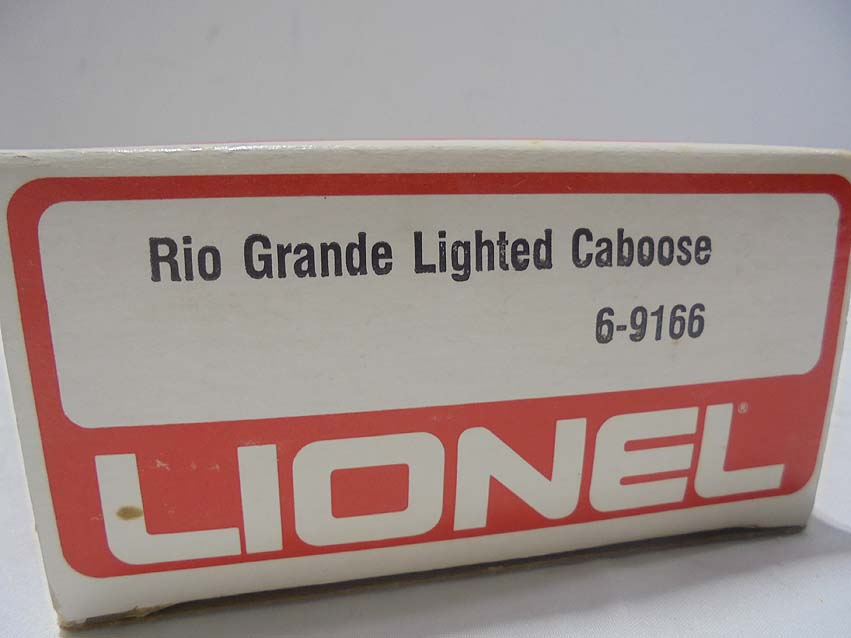 Rio Grande Lighted Caboose
6-9166
LIONEL®